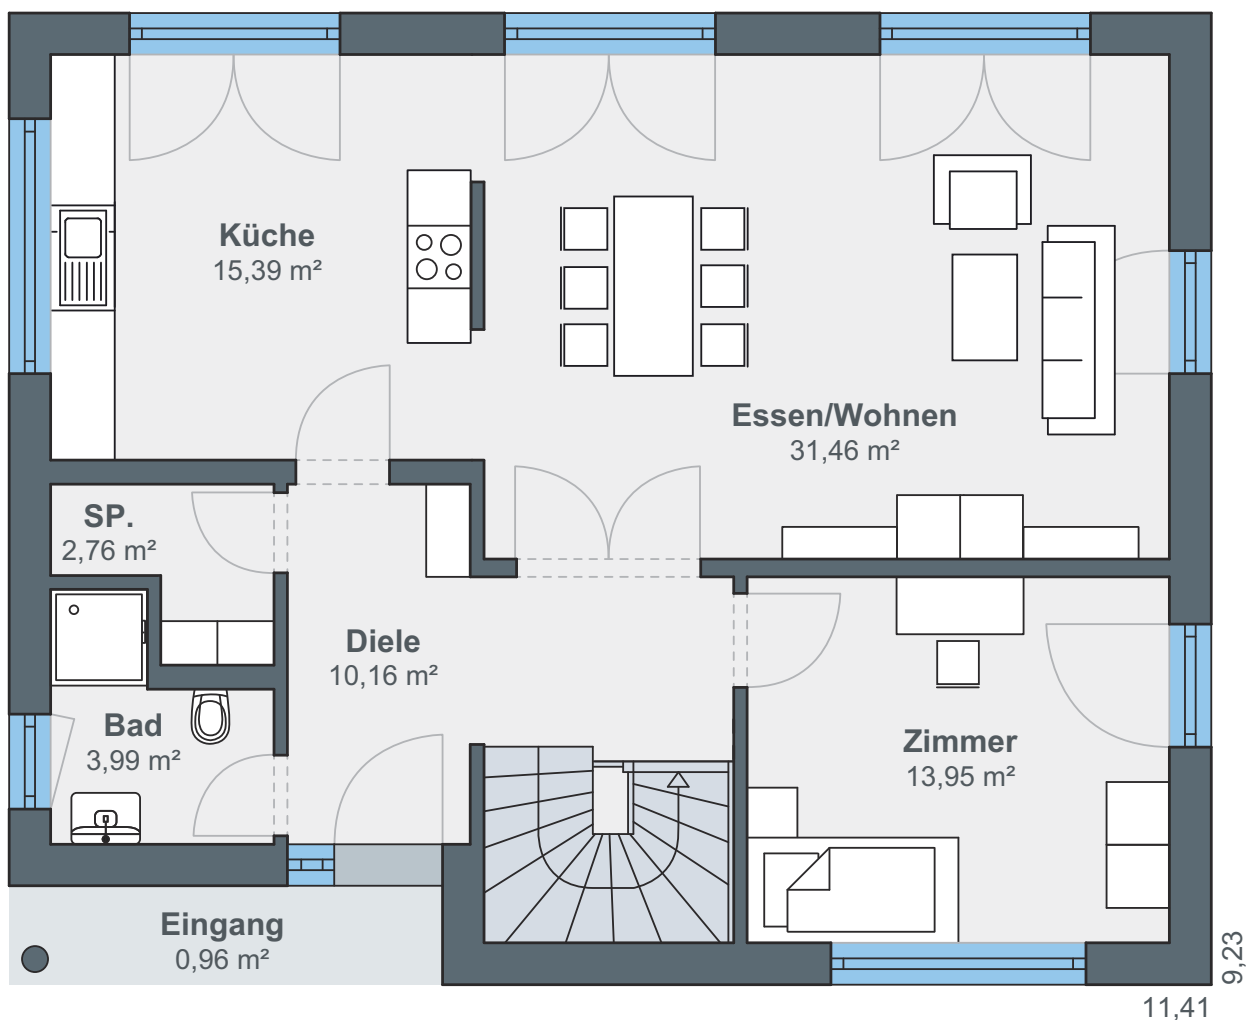 Küche
15,39 m²
Essen/Wohnen
31,46 m²
SP.
2,76 m²
Diele
10,16 m²
Bad
3,99 m²
Zimmer
13,95 m²
Eingang
0,96 m²
9,23
11,41